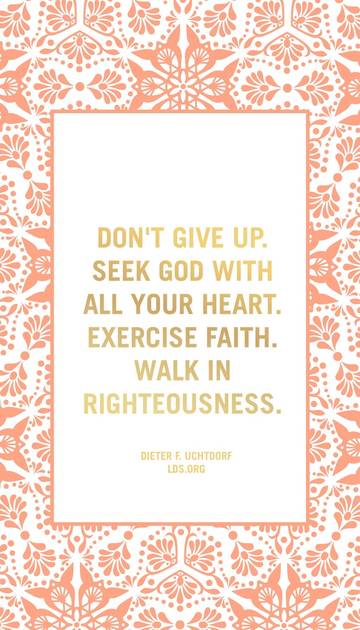 DON'T GIVE UP.
SEEK GOD WITH
ALL YOUR HEART.
EXERCISE FAITH.
WALK IN
RIGHTEOUSNESS.
DIETER F. UCHTDORF
LDS.ORG